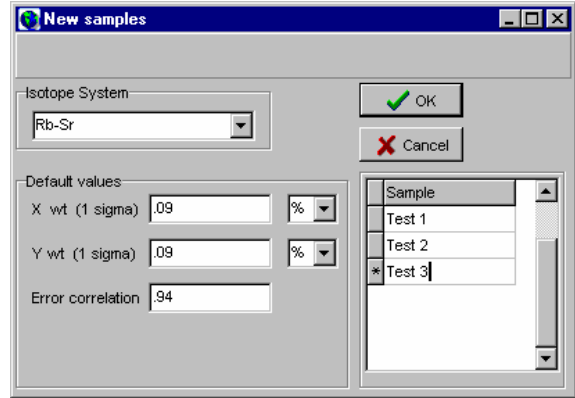 New samples
Isotope System
Rb-Sr
OK
Cancel
Default values
X wt (1 sigma) .09 %
Y wt (1 sigma) .09 %
Error correlation .94
Sample
Test 1
Test 2
* Test 3